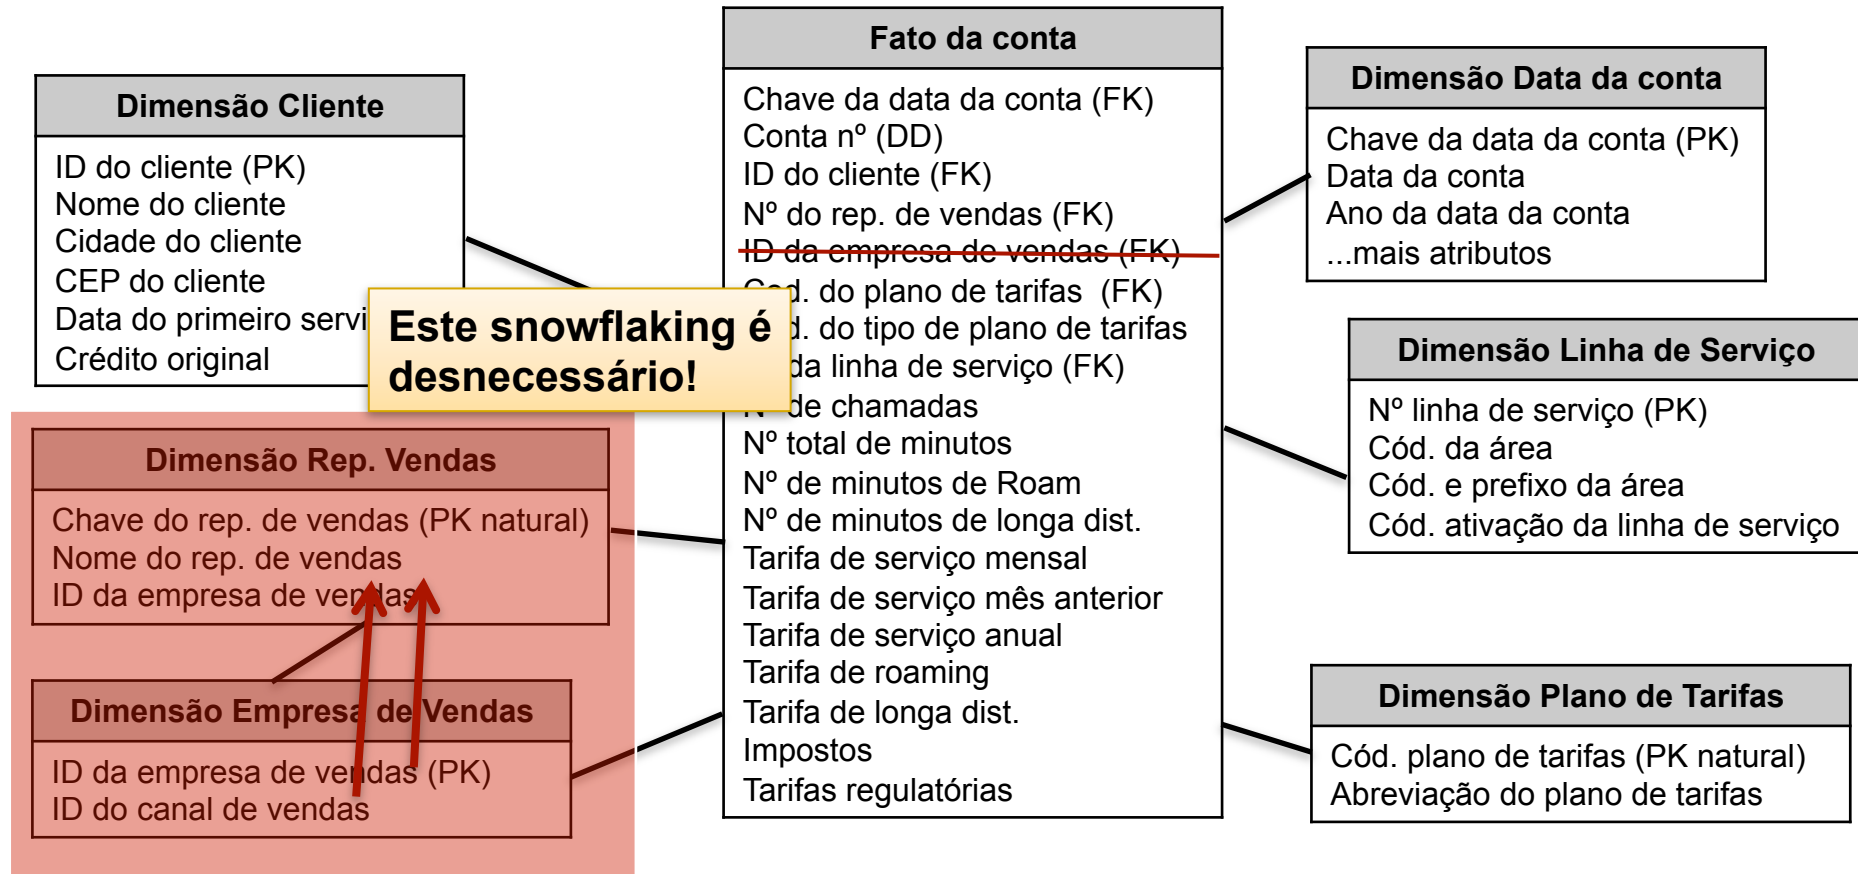 Dimensão Cliente
ID do cliente (PK)
Nome do cliente
Cidade do cliente
CEP do cliente
Data do primeiro servi
Crédito original
Este snowflaking é
desnecessário!
Dimensão Rep. Vendas
Chave do rep. de vendas (PK natural)
Nome do rep. de vendas
ID da empresa de vendas
Dimensão Empresa de Vendas
ID da empresa de vendas (PK)
ID do canal de vendas
Fato da conta
Chave da data da conta (FK)
Conta nº (DD)
ID do cliente (FK)
Nº do rep. de vendas (FK)
ID da empresa de vendas (FK)
Cod. do plano de tarifas (FK)
do tipo de plano de tarifas
da linha de serviço (FK)
Nº de chamadas
Nº total de minutos
Nº de minutos de Roam
Nº de minutos de longa dist.
Tarifa de serviço mensal
Tarifa de serviço mês anterior
Tarifa de serviço anual
Tarifa de roaming
Tarifa de longa dist.
Impostos
Tarifas regulatórias
Dimensão Data da conta
Chave da data da conta (PK)
Data da conta
Ano da data da conta
...mais atributos
Dimensão Linha de Serviço
Nº linha de serviço (PK)
Cód. da área
Cód. e prefixo da área
Cód. ativação da linha de serviço
Dimensão Plano de Tarifas
Cód. plano de tarifas (PK natural)
Abreviação do plano de tarifas